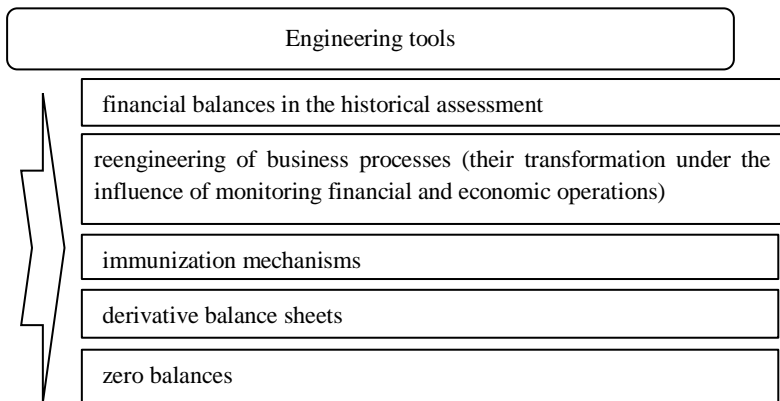 Engineering tools
financial balances in the historical assessment
reengineering of business processes (their transformation under the
influence of monitoring financial and economic operations)
immunization mechanisms
derivative balance sheets
zero balances